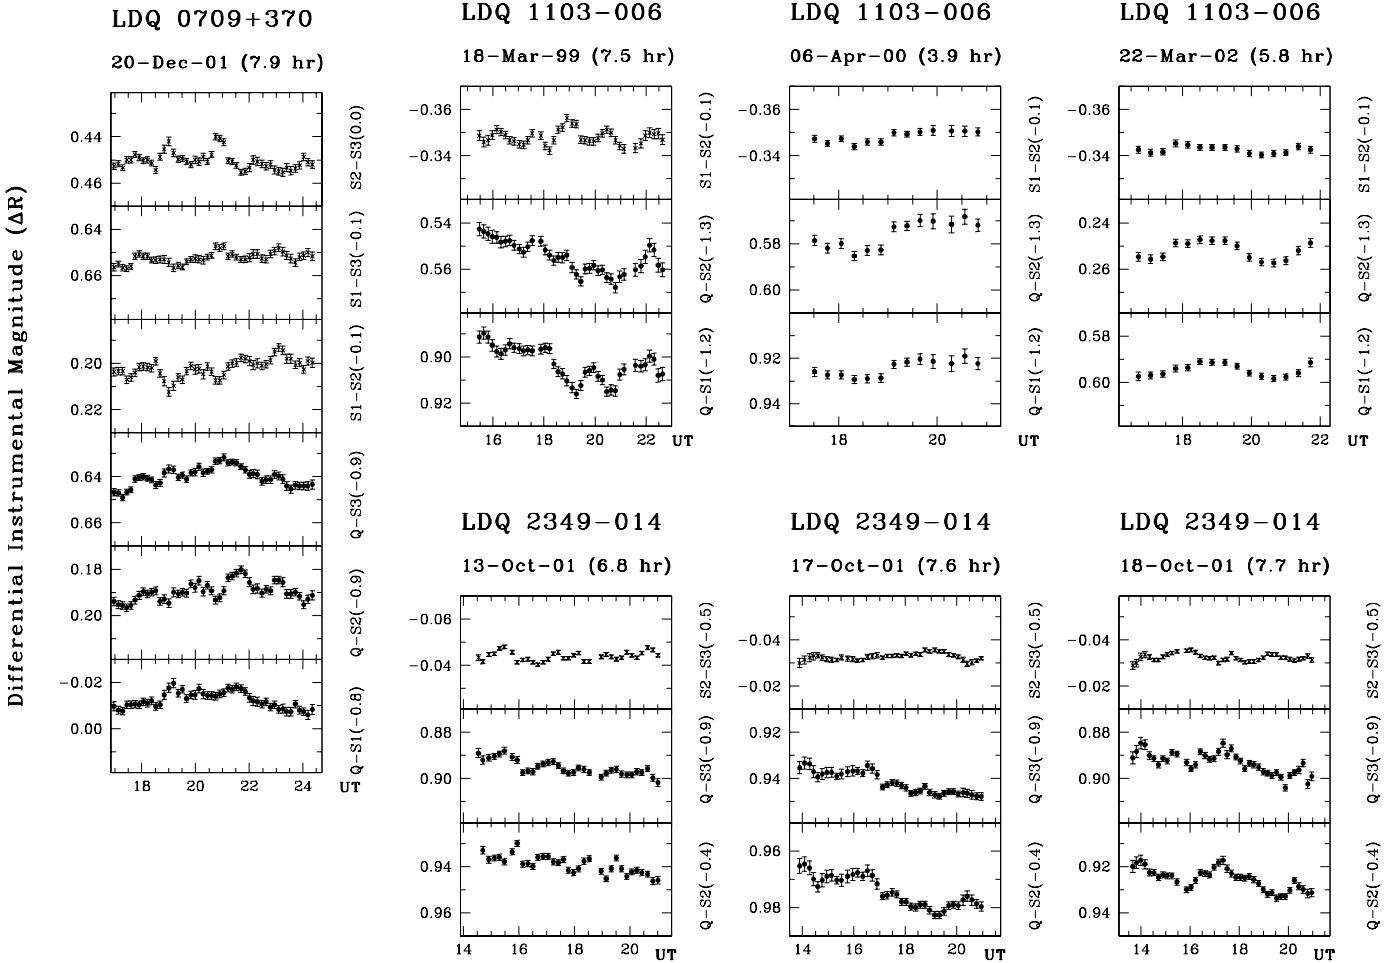 Differential Instrumental Magnitude (ΔR)
LDQ 0709+370
20-Dec-01 (7.9 hr)
0.44
0.46
S2-S3(0.0)
0.64
0.66
S1-S3(-0.1)
0.20
0.22
S1-S2(-0.1)
0.64
0.66
Q-S3(-0.9)
0.18
0.20
Q-S2(-0.9)
-0.02
0.00
Q-S1(-0.8)
18 20 22 24 UT
LDQ 1103-006
18-Mar-99 (7.5 hr)
-0.36
-0.34
S1-S2(-0.1)
0.54
0.56
Q-S2(-1.3)
0.90
0.92
Q-S1(-1.2)
16 18 20 22 UT
LDQ 1103-006
06-Apr-00 (3.9 hr)
-0.36
-0.34
S1-S2(-0.1)
0.58
0.60
Q-S2(-1.3)
0.92
0.94
Q-S1(-1.2)
18 20 UT
LDQ 1103-006
22-Mar-02 (5.8 hr)
-0.36
-0.34
S1-S2(-0.1)
0.24
0.26
Q-S2(-1.3)
0.58
0.60
Q-S1(-1.2)
18 20 22 UT
LDQ 2349-014
13-Oct-01 (6.8 hr)
-0.06
-0.04
S2-S3(-0.5)
0.88
0.90
Q-S3(-0.9)
0.94
0.96
Q-S2(-0.4)
14 16 18 20 UT
LDQ 2349-014
17-Oct-01 (7.6 hr)
-0.04
-0.02
S2-S3(-0.5)
0.92
0.94
Q-S3(-0.9)
0.96
0.98
Q-S2(-0.4)
14 16 18 20 UT
LDQ 2349-014
18-Oct-01 (7.7 hr)
-0.04
-0.02
S2-S3(-0.5)
0.88
0.90
Q-S3(-0.9)
0.92
0.94
Q-S2(-0.4)
14 16 18 20 UT